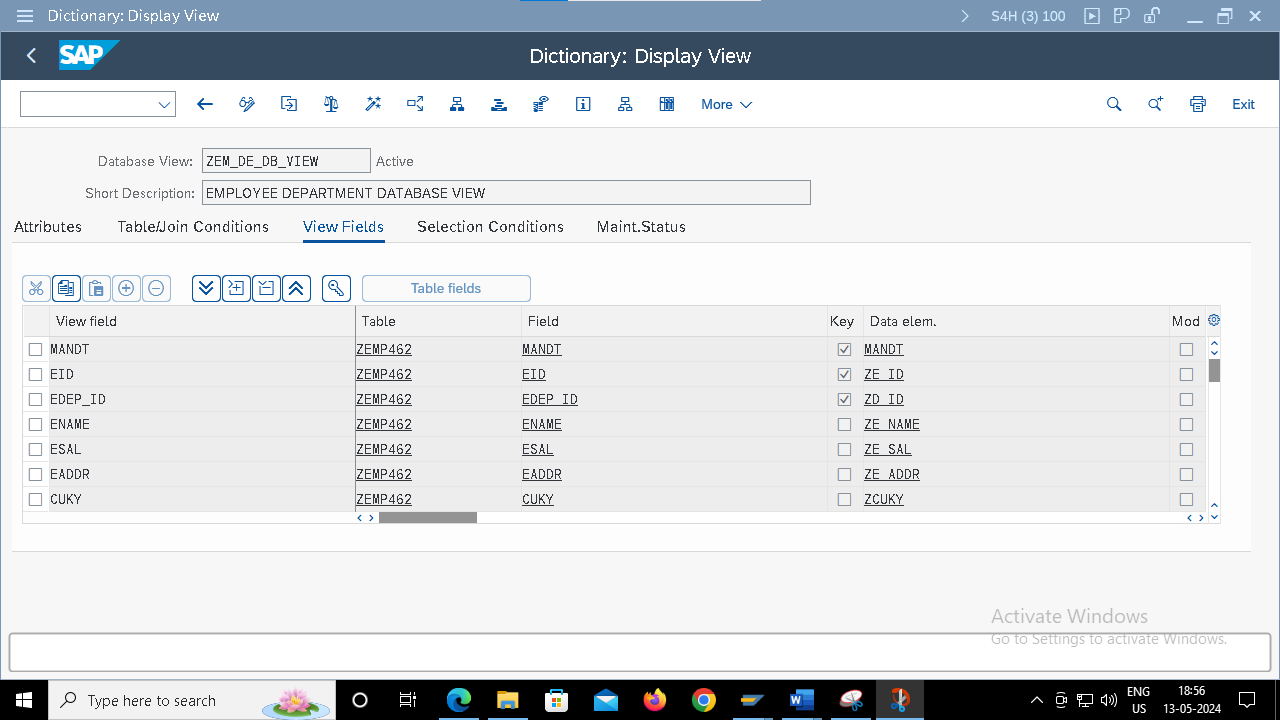 Dictionary: Display View
S4H (3) 100
SAP
Dictionary: Display View
More
Exit
Database View: ZEM_DE_DB_VIEW Active
Short Description: EMPLOYEE DEPARTMENT DATABASE VIEW
Attributes Table/Join Conditions View Fields Selection Conditions Maint.Status
Table fields
View field Table Field Key Data elem. Mod
MANDT ZEMP462 MANDT MANDT
EID ZEMP462 EID ZE_ID
EDEP_ID ZEMP462 EDEP_ID ZD_ID
ENAME ZEMP462 ENAME ZE_NAME
ESAL ZEMP462 ESAL ZE_SAL
EADDR ZEMP462 EADDR ZE_ADDR
CUKY ZEMP462 CUKY ZCUKY
Activate Windows
Go to Settings to activate Windows.
Type here to search
ENG
US
18:56
13-05-2024